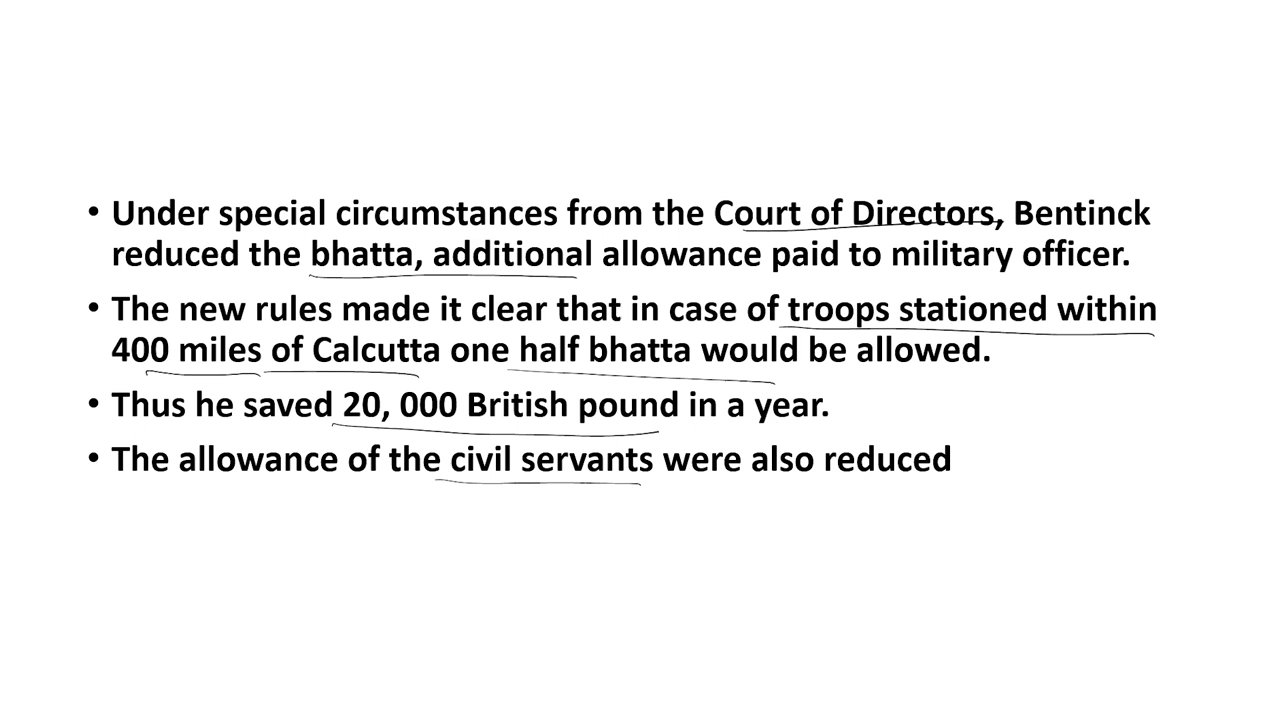 • Under special circumstances from the Court of Directors, Bentinck
reduced the bhatta, additional allowance paid to military officer.
• The new rules made it clear that in case of troops stationed within
400 miles of Calcutta one half bhatta would be allowed.
• Thus he saved 20, 000 British pound in a year.
• The allowance of the civil servants were also reduced